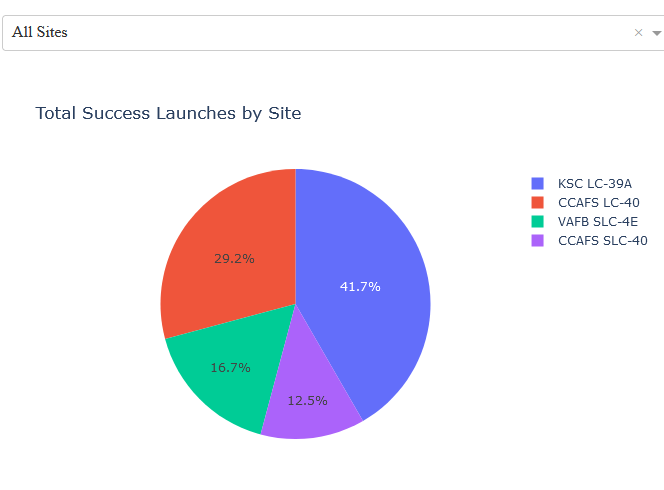 All Sites ×
Total Success Launches by Site
KSC LC-39A
CCAFS LC-40
VAFB SLC-4E
CCAFS SLC-40
29.2%
41.7%
16.7%
12.5%